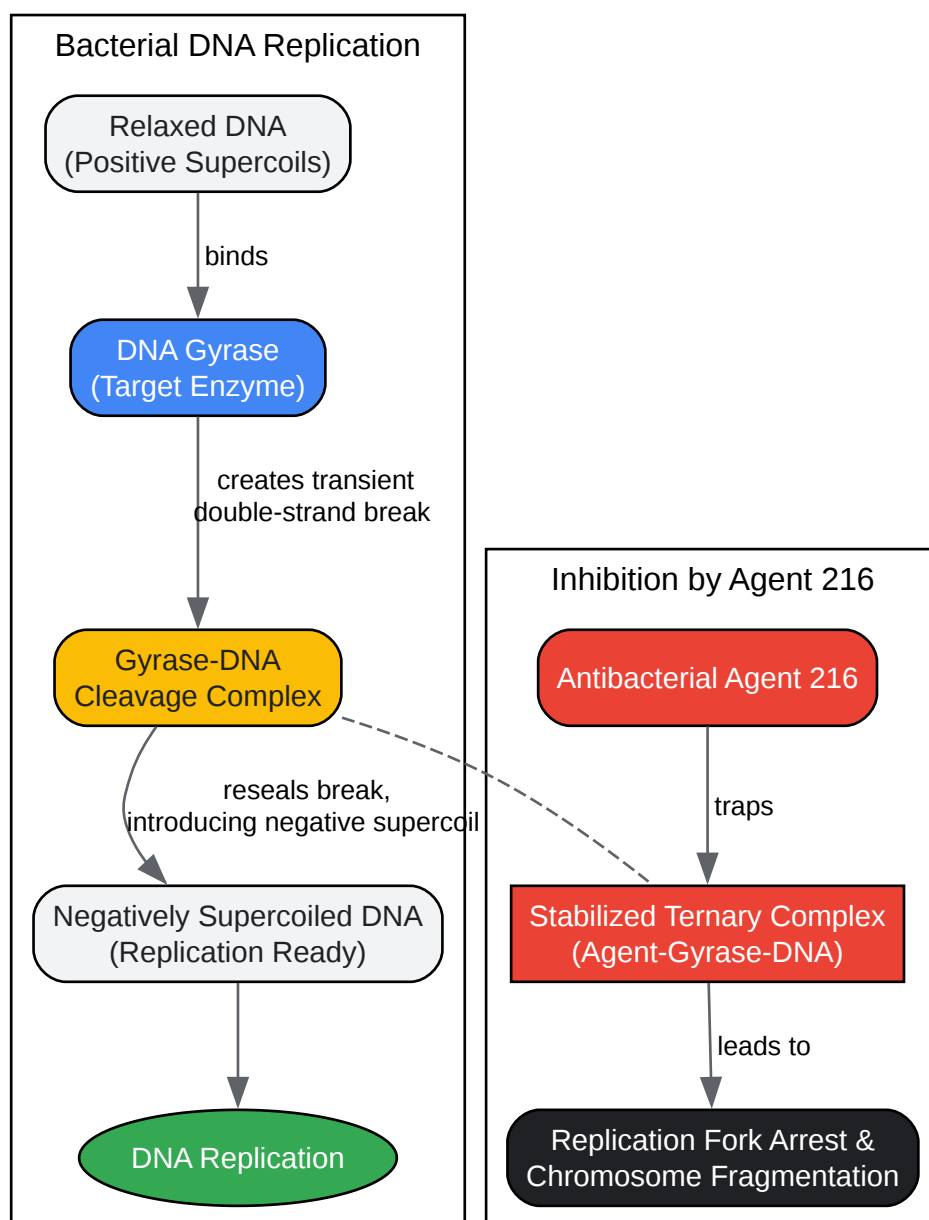 Bacterial DNA Replication
Relaxed DNA
(Positive Supercoils)
binds
DNA Gyrase
(Target Enzyme)
creates transient
double-strand break
Gyrase-DNA
Cleavage Complex
reseals break,
introducing negative supercoil
Negatively Supercoiled DNA
(Replication Ready)
DNA Replication
Inhibition by Agent 216
Antibacterial Agent 216
traps
Stabilized Ternary Complex
(Agent-Gyrase-DNA)
leads to
Replication Fork Arrest &
Chromosome Fragmentation